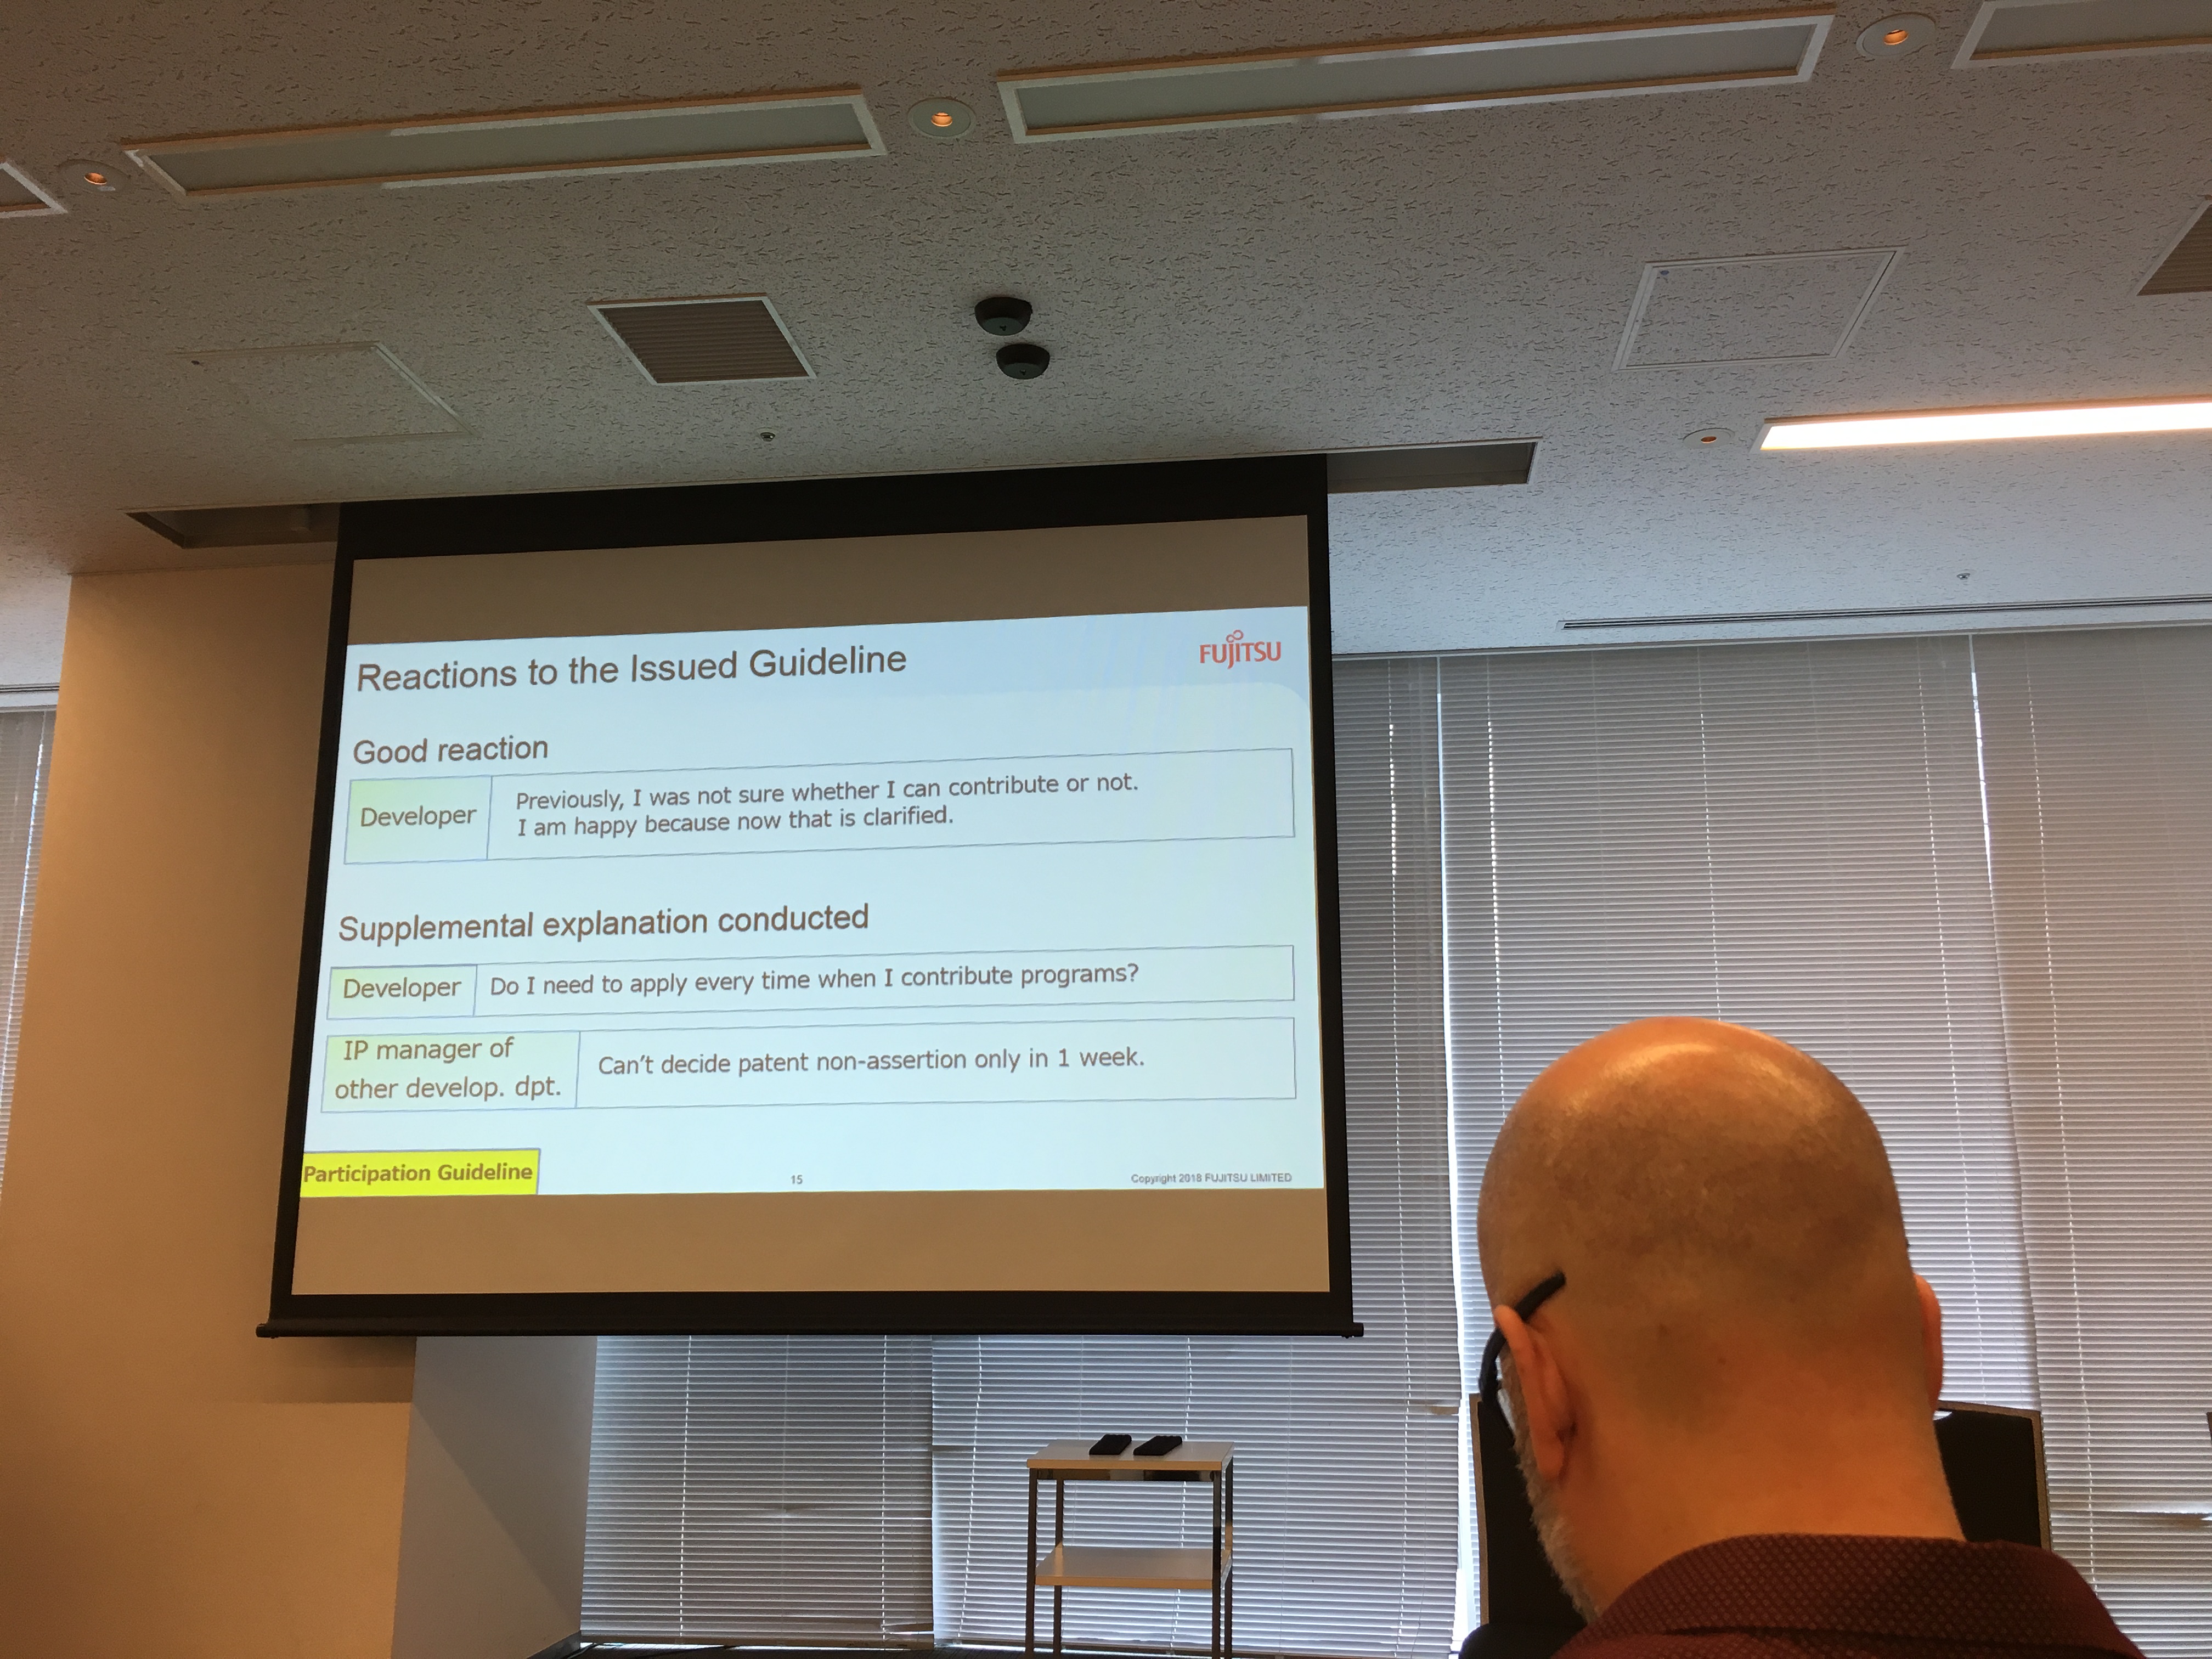 Reactions to the Issued Guideline
FUJITSU
Good reaction
Developer
Previously, I was not sure whether I can contribute or not.
I am happy because now that is clarified.
Supplemental explanation conducted
Developer
Do I need to apply every time when I contribute programs?
IP manager of
other develop. dpt.
Can't decide patent non-assertion only in 1 week.
Participation Guideline
15
Copyright 2018 FUJITSU LIMITED